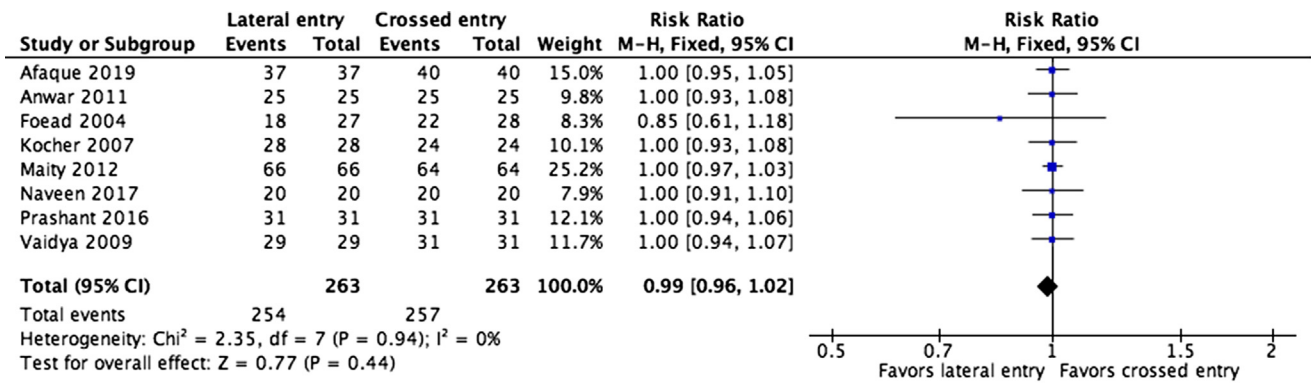 Lateral entry Crossed entry Risk Ratio Risk Ratio
Study or Subgroup Events Total Events Total Weight M-H, Fixed, 95% CI M-H, Fixed, 95% CI
Afaque 2019 37 37 40 40 15.0% 1.00 [0.95, 1.05]
Anwar 2011 25 25 25 25 9.8% 1.00 [0.93, 1.08]
Foead 2004 18 27 22 28 8.3% 0.85 [0.61, 1.18]
Kocher 2007 28 28 24 24 10.1% 1.00 [0.93, 1.08]
Maity 2012 66 66 64 64 25.2% 1.00 [0.97, 1.03]
Naveen 2017 20 20 20 20 7.9% 1.00 [0.91, 1.10]
Prashant 2016 31 31 31 31 12.1% 1.00 [0.94, 1.06]
Vaidya 2009 29 29 31 31 11.7% 1.00 [0.94, 1.07]
Total (95% CI) 263 263 100.0% 0.99 [0.96, 1.02]
Total events 254 257
Heterogeneity: Chi² = 2.35, df = 7 (P = 0.94); I² = 0%
Test for overall effect: Z = 0.77 (P = 0.44)
0.5 0.7 1 1.5 2
Favors lateral entry Favors crossed entry